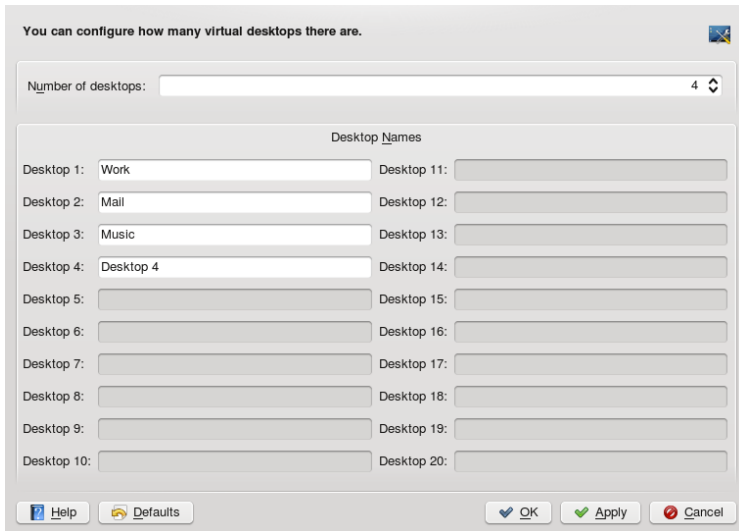 You can configure how many virtual desktops there are.
Number of desktops: 4
Desktop Names
Desktop 1: Work
Desktop 2: Mail
Desktop 3: Music
Desktop 4: Desktop 4
Desktop 5:
Desktop 6:
Desktop 7:
Desktop 8:
Desktop 9:
Desktop 10:
Desktop 11:
Desktop 12:
Desktop 13:
Desktop 14:
Desktop 15:
Desktop 16:
Desktop 17:
Desktop 18:
Desktop 19:
Desktop 20:
Help Defaults OK Apply Cancel